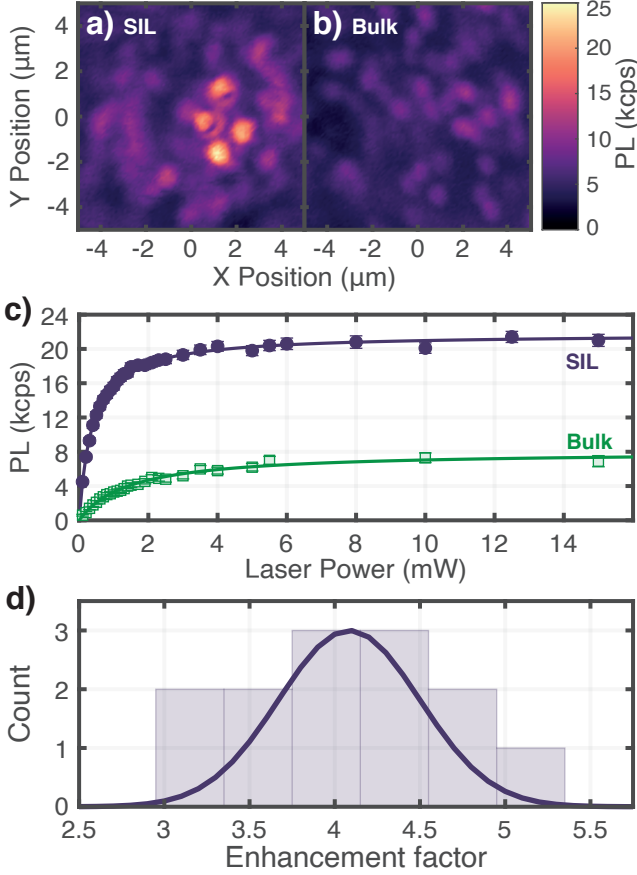 a) SIL
b) Bulk
Y Position (µm)
4
2
0
-2
-4
-4 -2 0 2 4
-4 -2 0 2 4
X Position (µm)
25
20
15
10
5
0
PL (kcps)
c)
PL (kcps)
24
20
16
12
8
4
0
SIL
Bulk
0 2 4 6 8 10 12 14
Laser Power (mW)
d)
Count
3
2
1
0
2.5 3 3.5 4 4.5 5 5.5
Enhancement factor